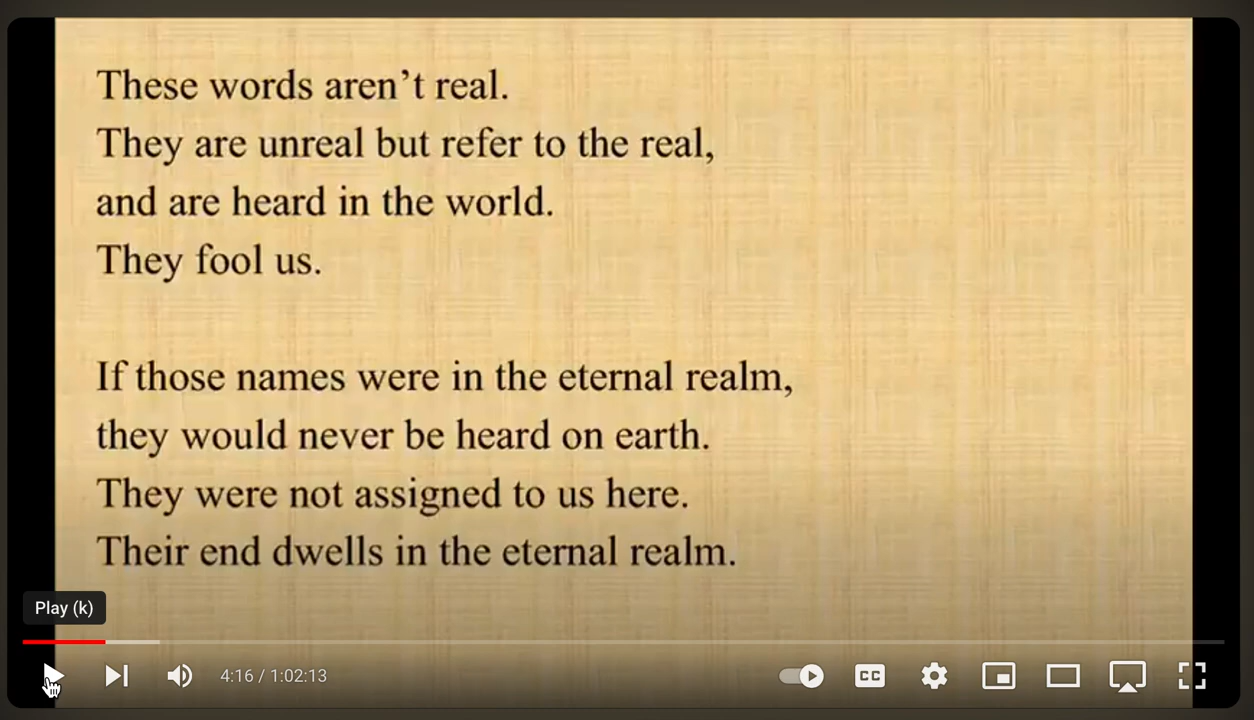 These words aren’t real.
They are unreal but refer to the real,
and are heard in the world.
They fool us.
If those names were in the eternal realm,
they would never be heard on earth.
They were not assigned to us here.
Their end dwells in the eternal realm.
Play (k)
4:16 / 1:02:13
CC